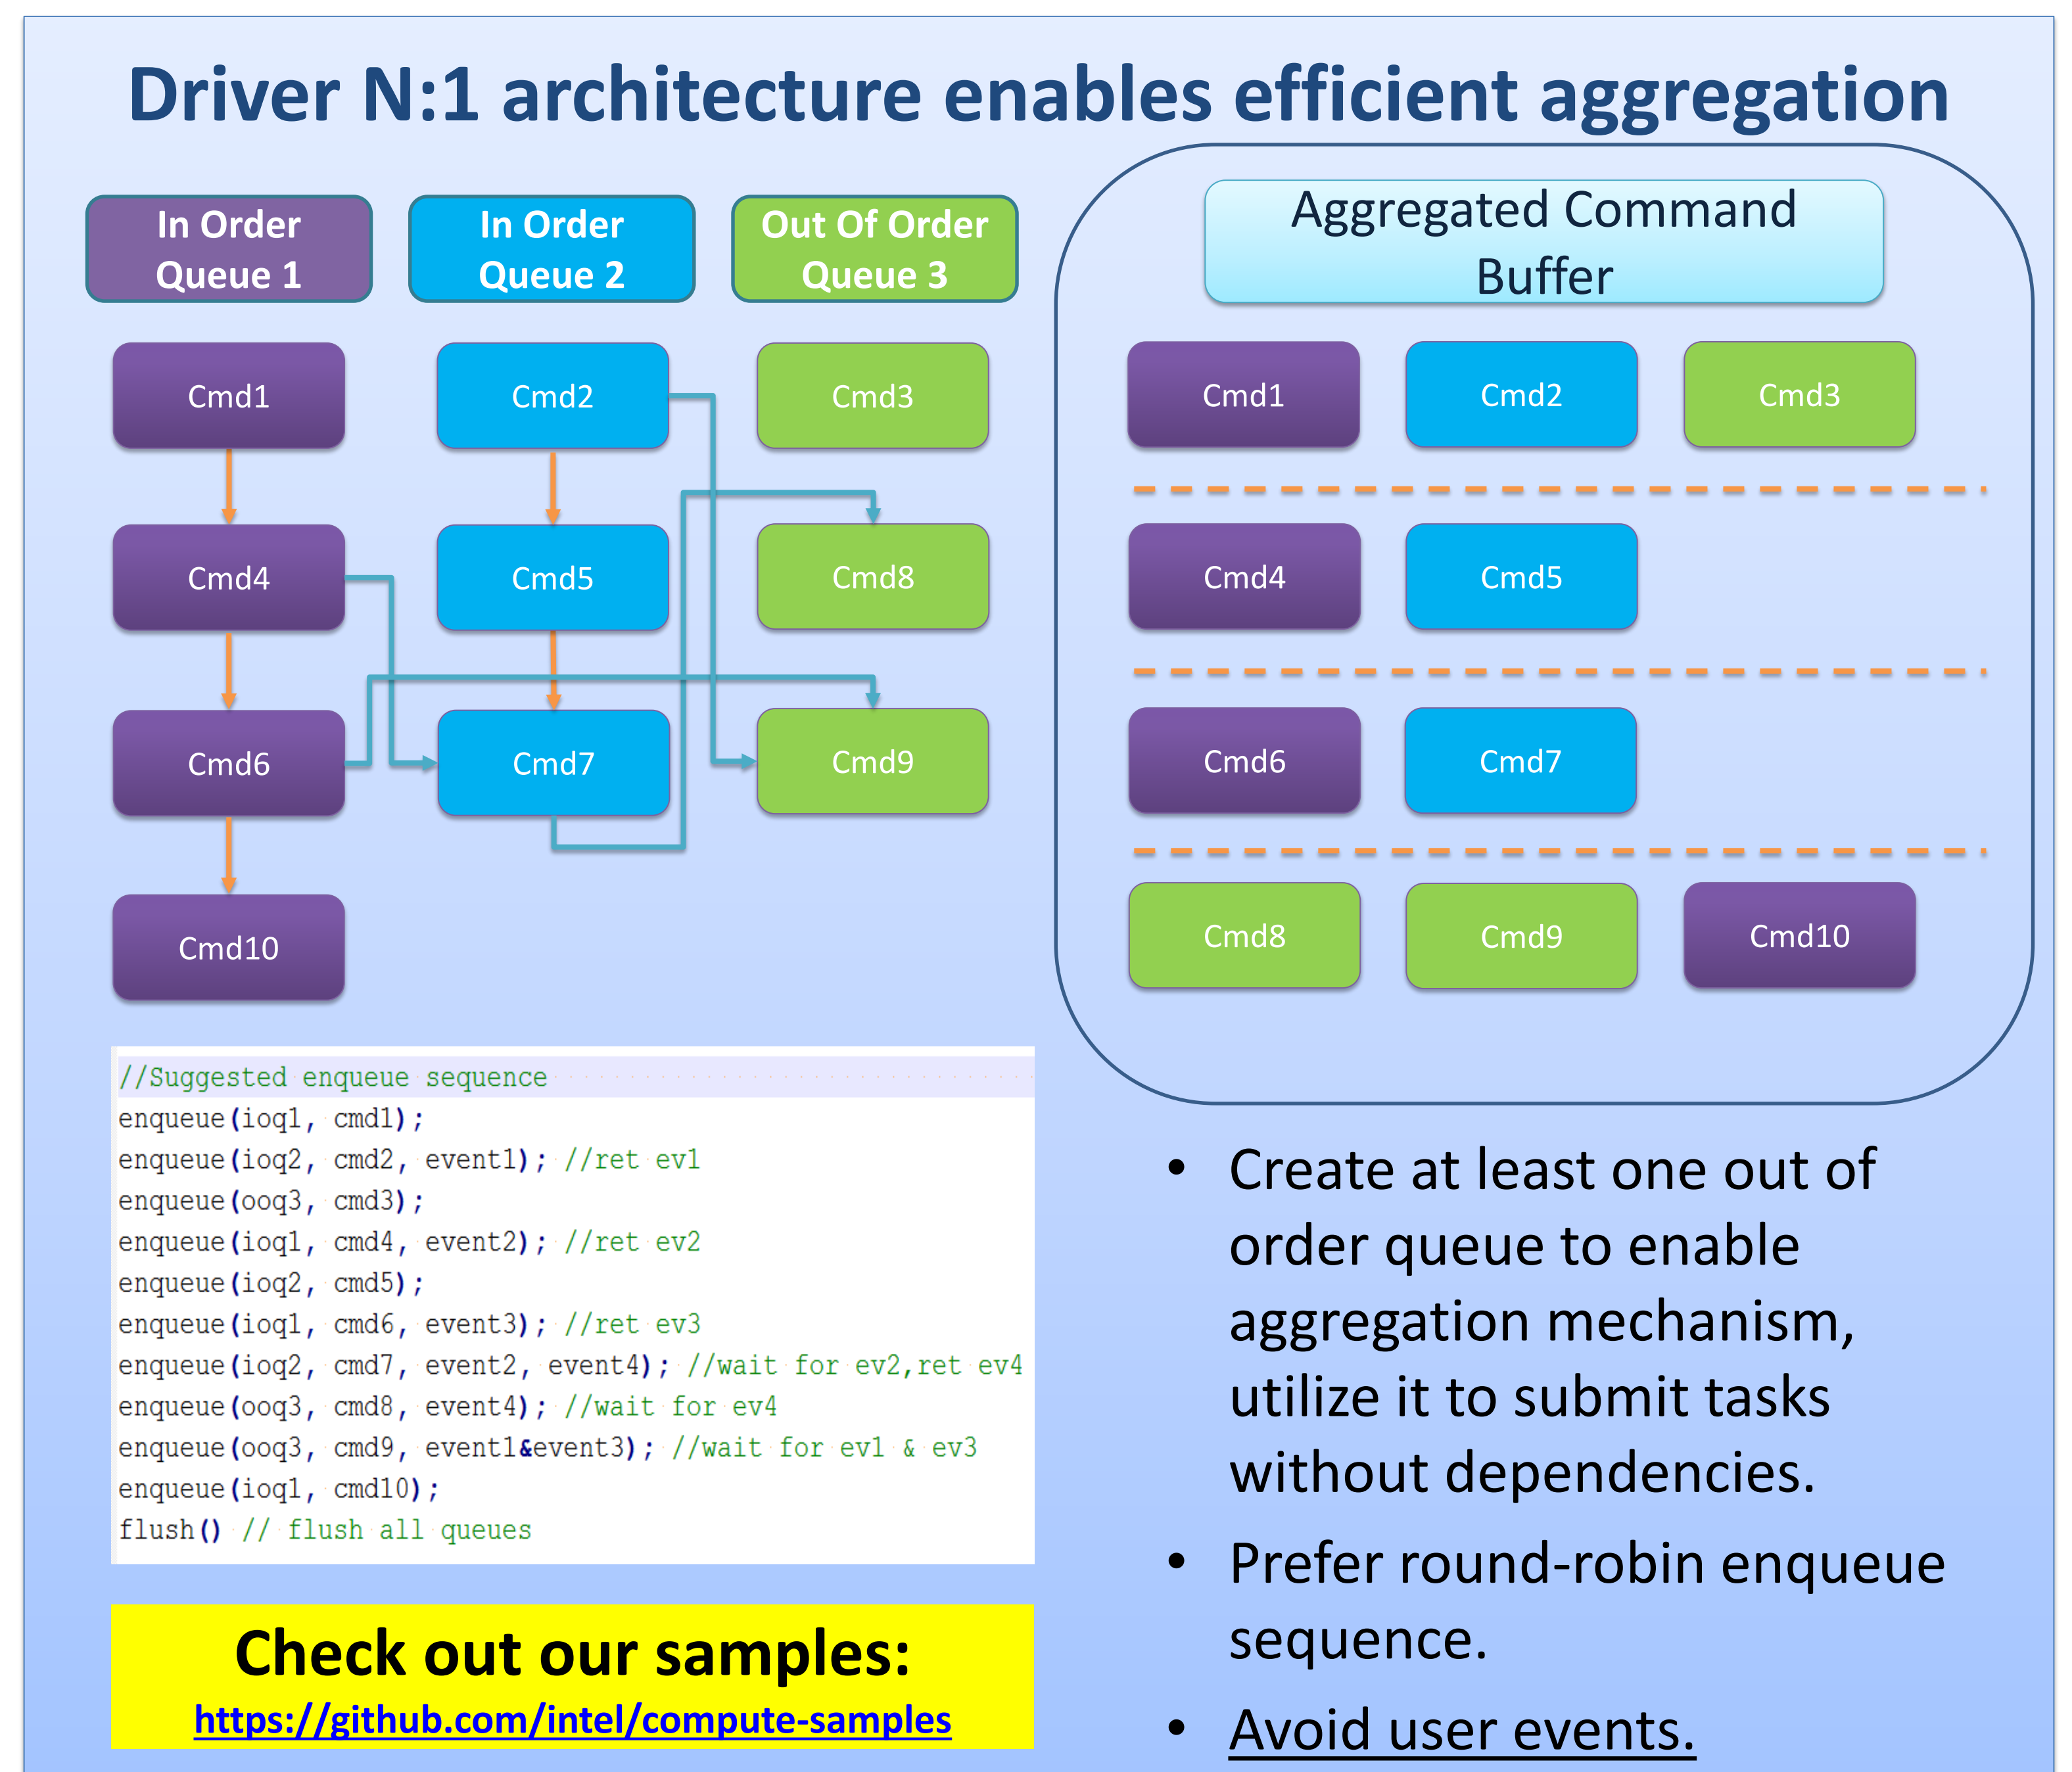 Driver N:1 architecture enables efficient aggregation
In Order
Queue 1
In Order
Queue 2
Out Of Order
Queue 3
Cmd1
Cmd2
Cmd3
Cmd4
Cmd5
Cmd8
Cmd6
Cmd7
Cmd9
Cmd10
Aggregated Command
Buffer
Cmd1
Cmd2
Cmd3
Cmd4
Cmd5
Cmd6
Cmd7
Cmd8
Cmd9
Cmd10
//Suggested enqueue sequence
enqueue(ioq1, cmd1);
enqueue(ioq2, cmd2, event1); //ret ev1
enqueue(ooq3, cmd3);
enqueue(ioq1, cmd4, event2); //ret ev2
enqueue(ioq2, cmd5);
enqueue(ioq1, cmd6, event3); //ret ev3
enqueue(ioq2, cmd7, event2, event4); //wait for ev2,ret ev4
enqueue(ooq3, cmd8, event4); //wait for ev4
enqueue(ooq3, cmd9, event1&event3); //wait for ev1 & ev3
enqueue(ioq1, cmd10);
flush() // flush all queues
Check out our samples:
https://github.com/intel/compute-samples
• Create at least one out of
order queue to enable
aggregation mechanism,
utilize it to submit tasks
without dependencies.
• Prefer round-robin enqueue
sequence.
• Avoid user events.